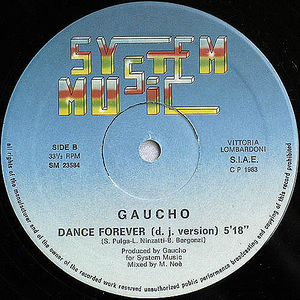 SYSTEM
MUSIC
SIDE B
33⅓ RPM
SM 23584
VITTORIA
LOMBARDONI
S.I.A.E.
C P 1983
GAUCHO
DANCE FOREVER (d. j. version) 5'18"
(S. Pulga-L. Ninzatti-B. Bergonzi)
Produced by Gaucho
for System Music
Mixed by M. Noè
all rights of the manufacturer and of the owner of the recorded work reserved unauthorized public performance broadcasting and copying of this record prohibited